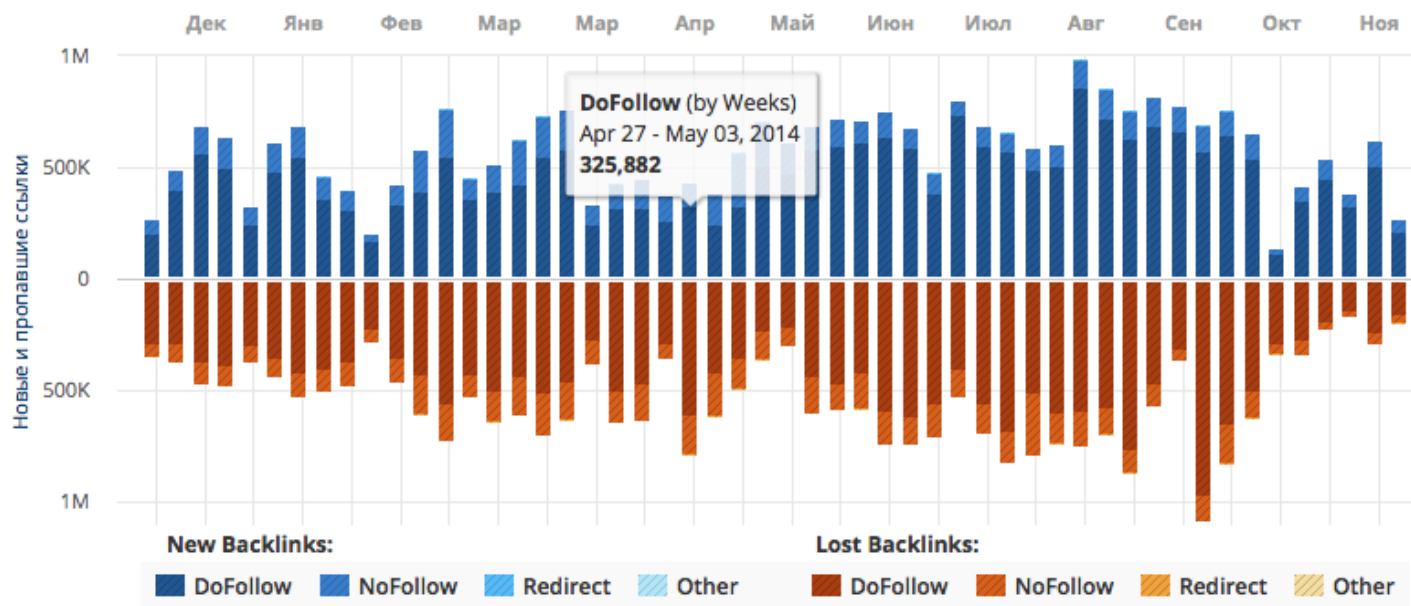 Дек Янв Фев Мар Мар Апр Май Июн Июл Авг Сен Окт Ноя
1M
DoFollow (by Weeks)
Apr 27 - May 03, 2014
325,882
500K
0
500K
1M
Новые и пропавшие ссылки
New Backlinks: Lost Backlinks:
DoFollow NoFollow Redirect Other DoFollow NoFollow Redirect Other